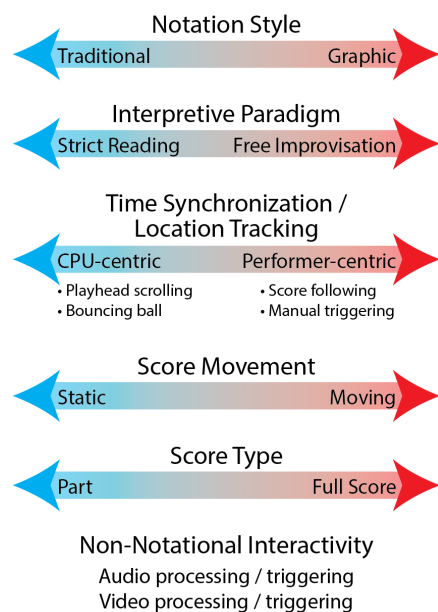 Notation Style
Traditional Graphic
Interpretive Paradigm
Strict Reading Free Improvisation
Time Synchronization /
Location Tracking
CPU-centric Performer-centric
• Playhead scrolling • Score following
• Bouncing ball • Manual triggering
Score Movement
Static Moving
Score Type
Part Full Score
Non-Notational Interactivity
Audio processing / triggering
Video processing / triggering